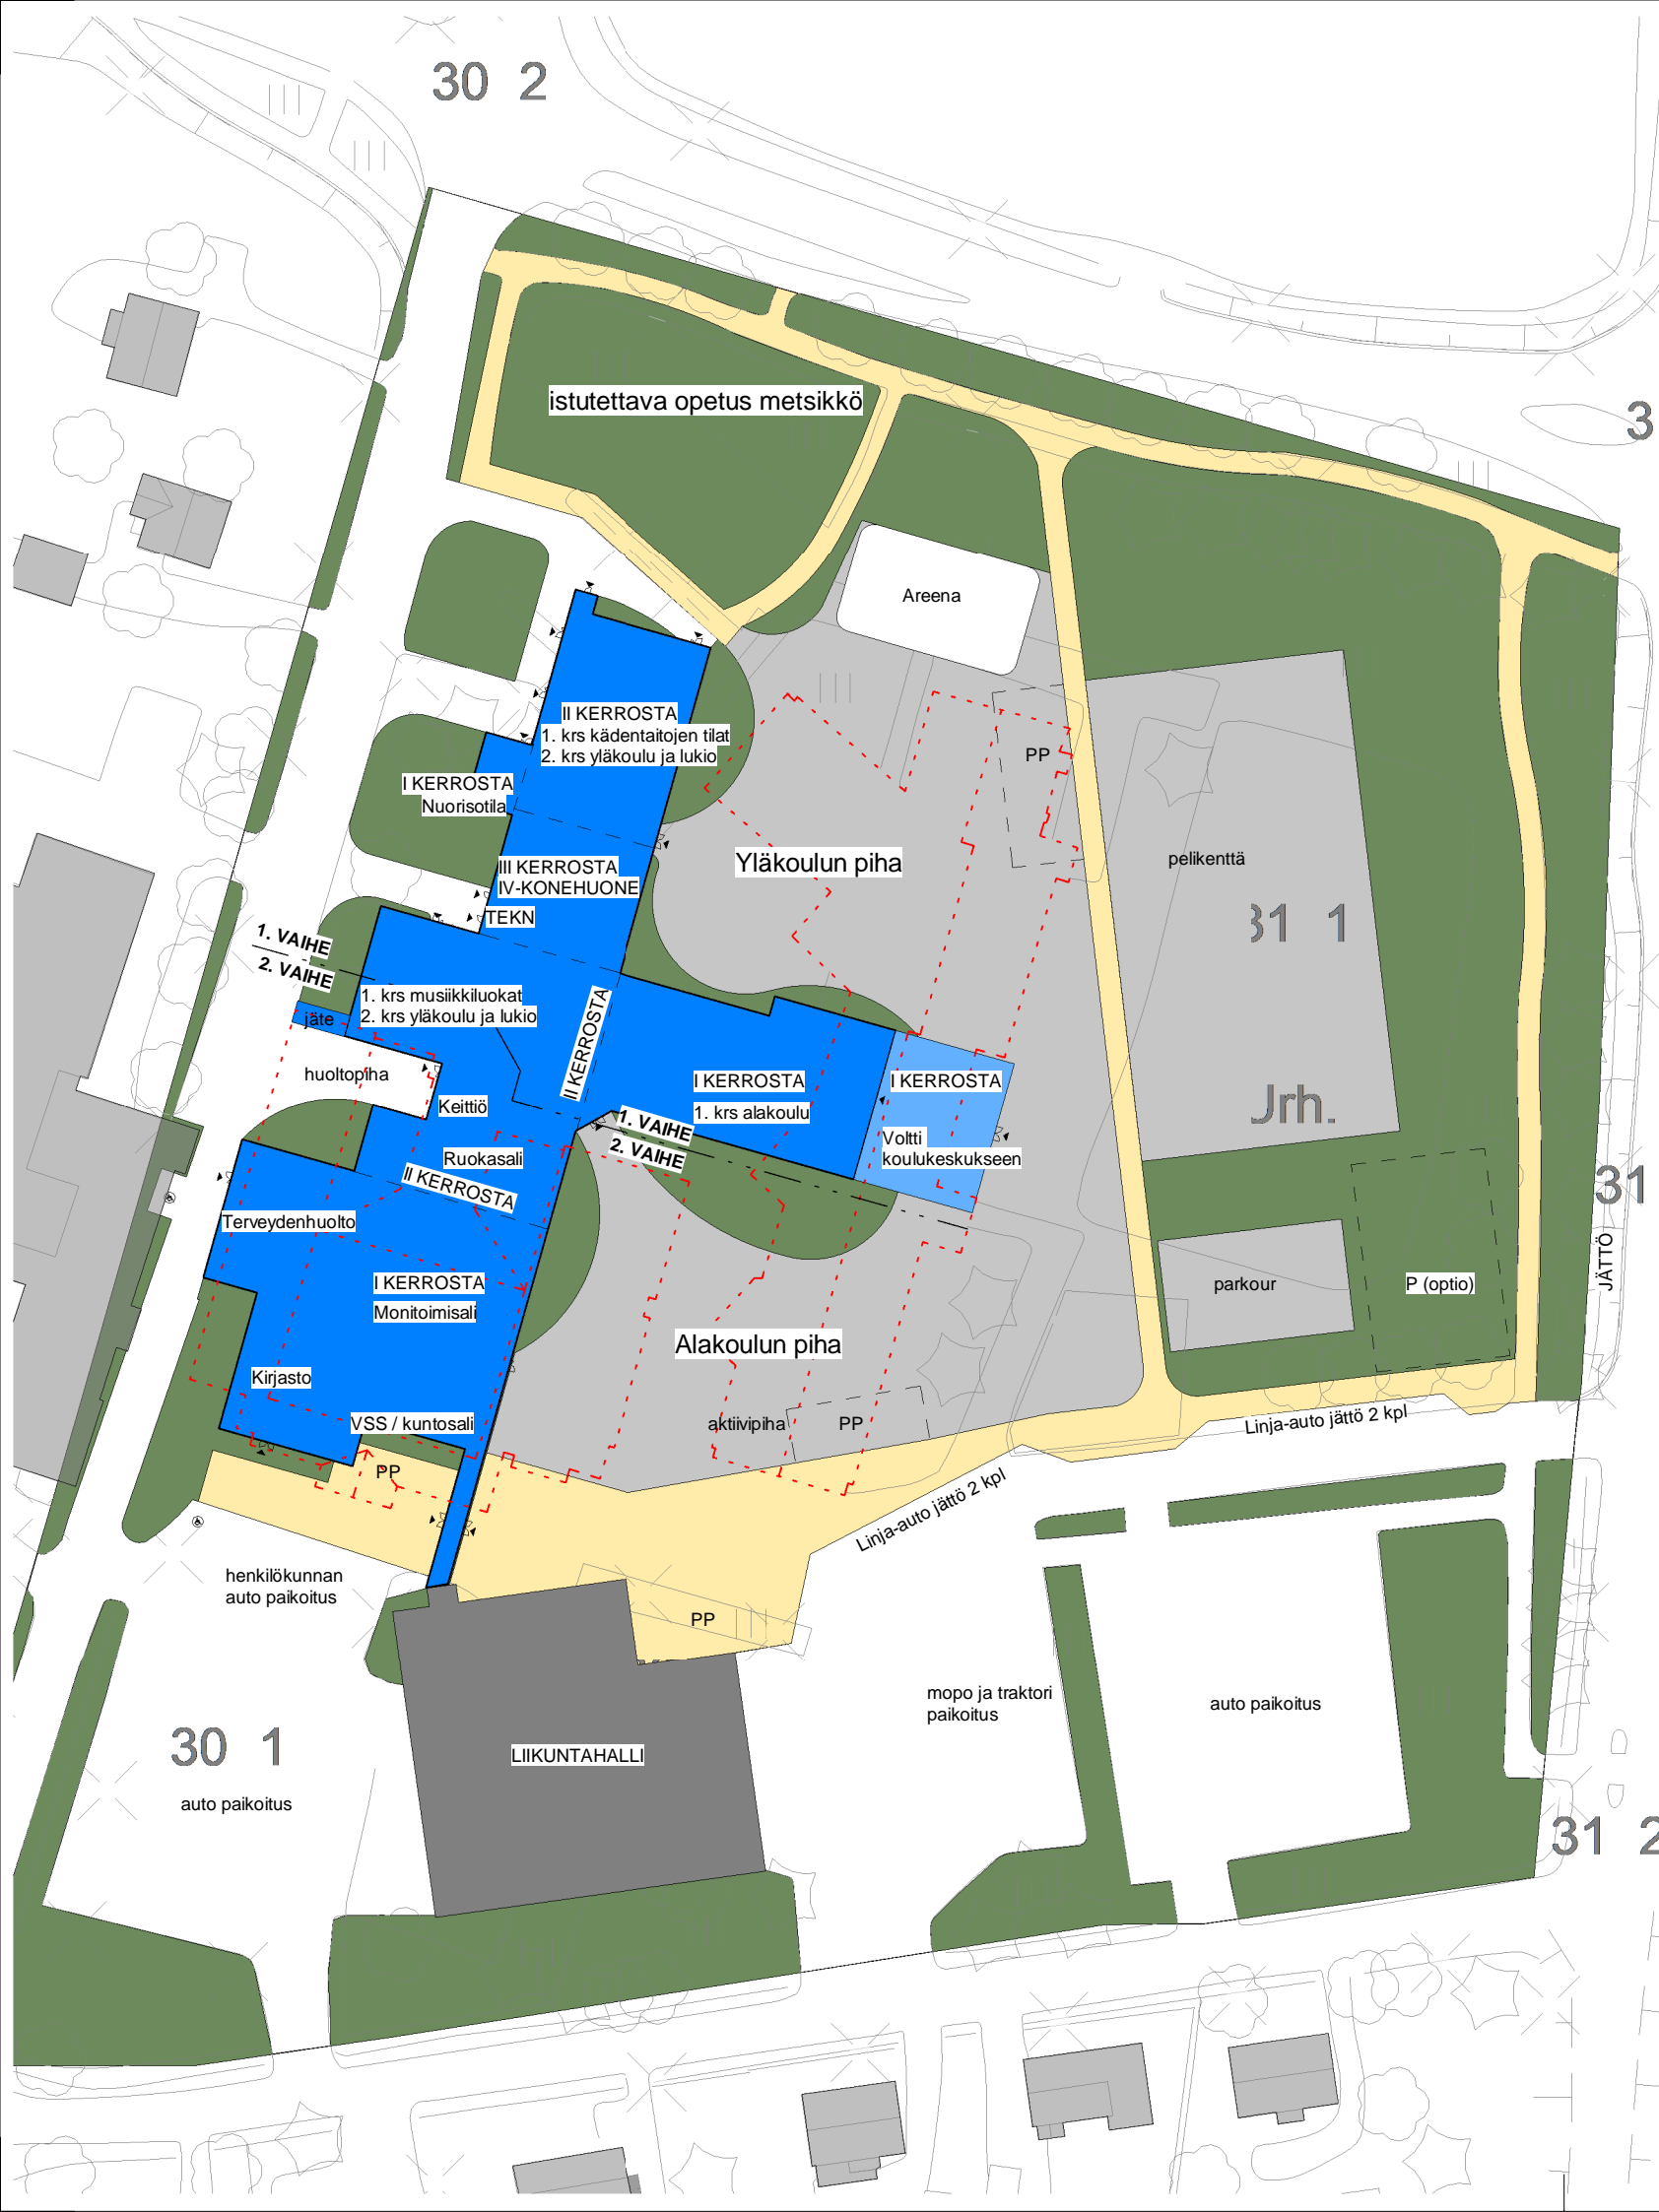 30 2
3
istutettava opetus metsikkö
Areena
II KERROSTA
1. krs kädentaitojen tilat
2. krs yläkoulu ja lukio
PP
I KERROSTA
Nuorisotila
Yläkoulun piha
pelikenttä
III KERROSTA
IV-KONEHUONE
TEKN
31 1
1. VAIHE
2. VAIHE
1. krs musiikkiluokat
2. krs yläkoulu ja lukio
jäte
II KERROSTA
huoltopiha
I KERROSTA
1. krs alakoulu
I KERROSTA
Urh.
Keittiö
1. VAIHE
2. VAIHE
Voltti
koulukeskukseen
Ruokasali
II KERROSTA
31
Terveydenhuolto
JÄTTÖ
I KERROSTA
Monitoimisali
parkour
P (optio)
Alakoulun piha
Kirjasto
VSS / kuntosali
aktiivipiha
PP
Linja-auto jättö 2 kpl
PP
Linja-auto jättö 2 kpl
henkilökunnan
auto paikoitus
PP
mopo ja traktori
paikoitus
auto paikoitus
30 1
LIIKUNTAHALLI
auto paikoitus
31 2